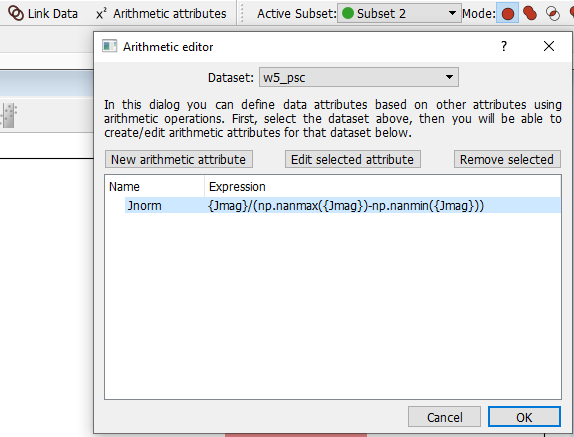 Link Data x² Arithmetic attributes Active Subset: Subset 2 Mode:
Arithmetic editor ? ×
Dataset: w5_psc
In this dialog you can define data attributes based on other attributes using
arithmetic operations. First, select the dataset above, then you will be able to
create/edit arithmetic attributes for that dataset below.
New arithmetic attribute Edit selected attribute Remove selected
Name Expression
Jnorm {Jmag}/(np.nanmax({Jmag})-np.nanmin({Jmag}))
Cancel OK